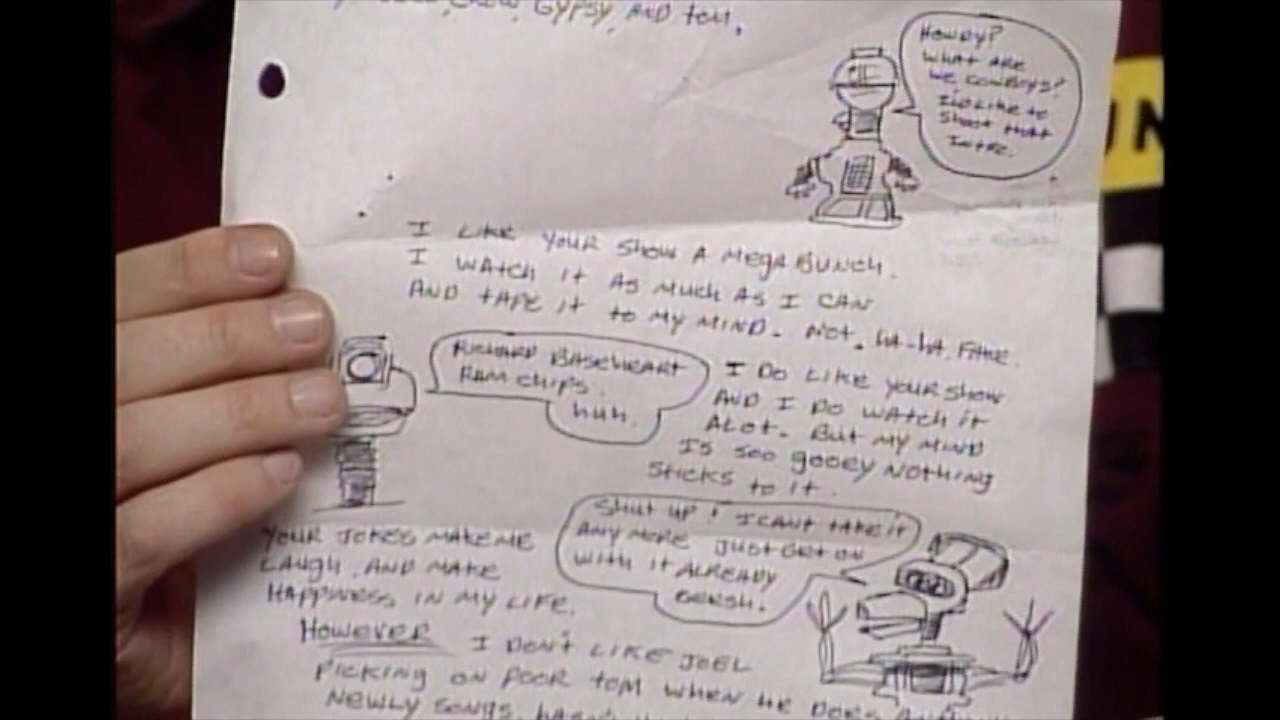 GYPSY, AND TOM,
HOWDY?
WHAT ARE
WE COWBOYS?
I'D LIKE TO
SHOOT THAT
INTRO.
I LIKE YOUR SHOW A MEGA BUNCH.
I WATCH IT AS MUCH AS I CAN
AND TAPE IT TO MY MIND. NOT. HA-HA.
RICHARD BASEHEART
RAM CHIPS.
HUH.
I DO LIKE YOUR SHOW
AND I DO WATCH IT
ALOT. BUT MY MIND
IS SOO GOOEY NOTHING
STICKS TO IT.
SHUT UP! I CANT TAKE IT
ANY MORE JUST GET ON
WITH IT ALREADY
GEESH.
YOUR JOKES MAKE ME
LAUGH. AND MAKE
HAPPINESS IN MY LIFE.
HOWEVER I DON'T LIKE JOEL
PICKING ON POOR TOM WHEN HE DOES
NEWLY SONGS.
UN